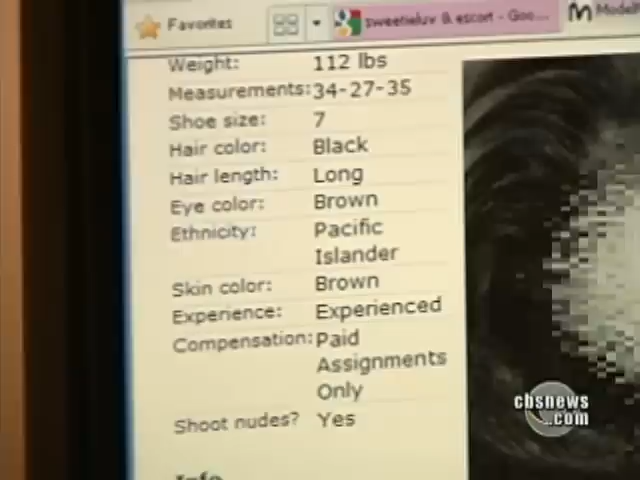 Favorites
sweetieluv & escort - Goo...
Model
Weight: 112 lbs
Measurements: 34-27-35
Shoe size: 7
Hair color: Black
Hair length: Long
Eye color: Brown
Ethnicity: Pacific
Islander
Skin color: Brown
Experience: Experienced
Compensation: Paid
Assignments
Only
Shoot nudes? Yes
Info
cbsnews
.com